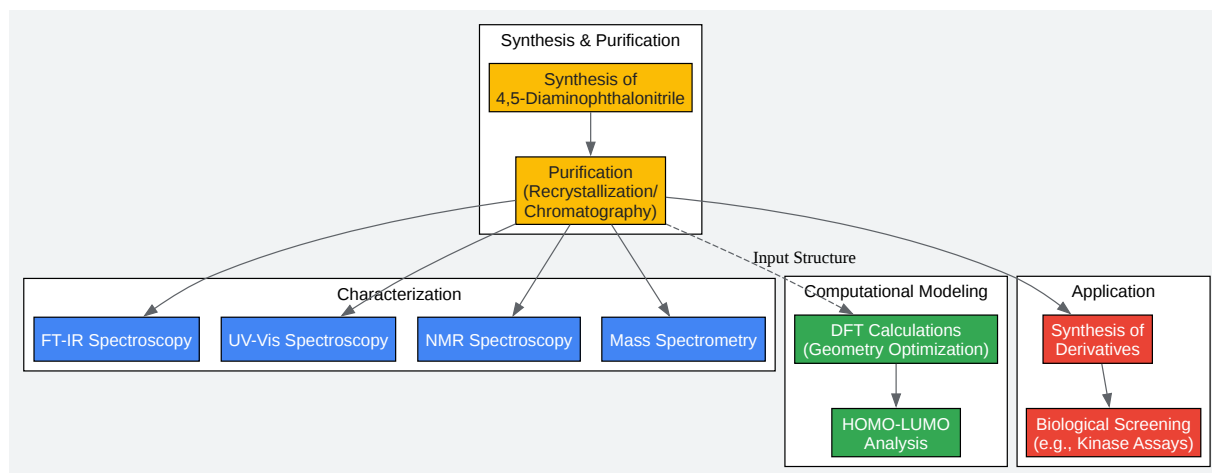 Synthesis & Purification
Synthesis of
4,5-Diaminophthalonitrile
Purification
(Recrystallization/
Chromatography)
Input Structure
Characterization
FT-IR Spectroscopy
UV-Vis Spectroscopy
NMR Spectroscopy
Mass Spectrometry
Computational Modeling
DFT Calculations
(Geometry Optimization)
HOMO-LUMO
Analysis
Application
Synthesis of
Derivatives
Biological Screening
(e.g., Kinase Assays)